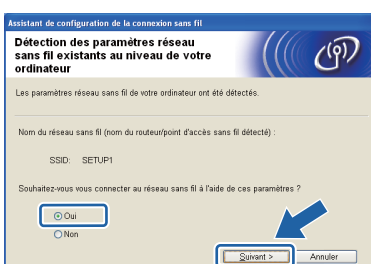 Assistant de configuration de la connexion sans fil
Détection des paramètres réseau
sans fil existants au niveau de votre
ordinateur
Les paramètres réseau sans fil de votre ordinateur ont été détectés.
Nom du réseau sans fil (nom du routeur/point d'accès sans fil détecté) :
SSID: SETUP1
Souhaitez-vous vous connecter au réseau sans fil à l'aide de ces paramètres ?
Oui
Non
Suivant > Annuler